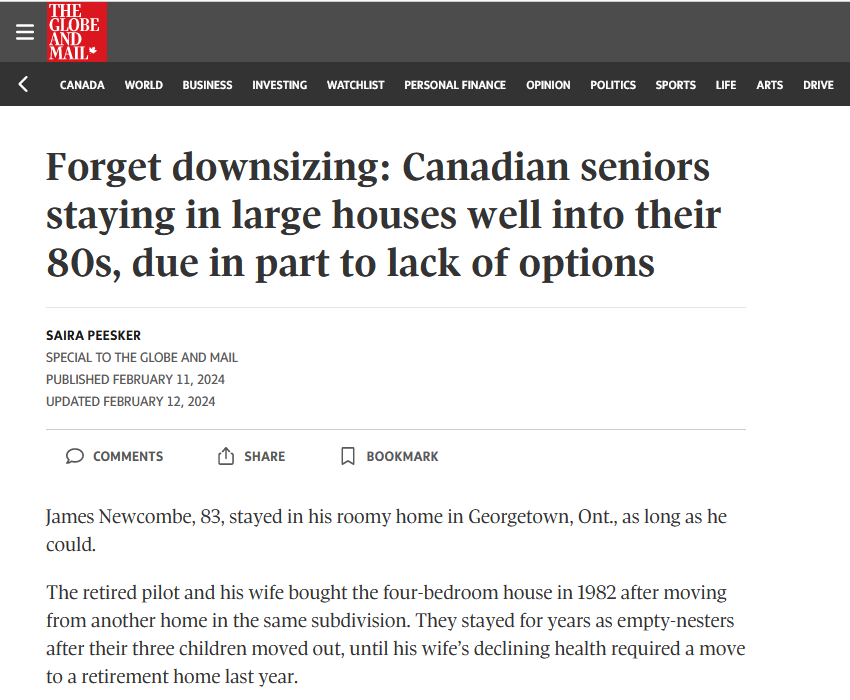 THE
GLOBE
AND
MAIL
CANADA WORLD BUSINESS INVESTING WATCHLIST PERSONAL FINANCE OPINION POLITICS SPORTS LIFE ARTS DRIVE
Forget downsizing: Canadian seniors
staying in large houses well into their
80s, due in part to lack of options
SAIRA PEESKER
SPECIAL TO THE GLOBE AND MAIL
PUBLISHED FEBRUARY 11, 2024
UPDATED FEBRUARY 12, 2024
COMMENTS SHARE BOOKMARK
James Newcombe, 83, stayed in his roomy home in Georgetown, Ont., as long as he
could.
The retired pilot and his wife bought the four-bedroom house in 1982 after moving
from another home in the same subdivision. They stayed for years as empty-nesters
after their three children moved out, until his wife’s declining health required a move
to a retirement home last year.